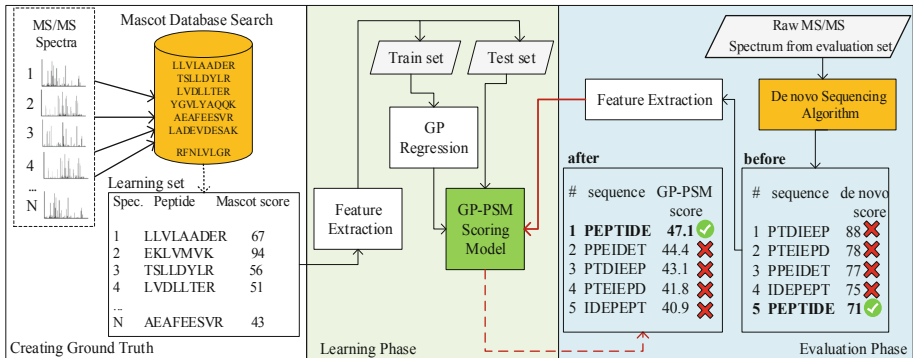 MS/MS
Spectra
1
2
3
4
...
N
Mascot Database Search
LLVLAADER
TSLLDYLR
LVDLLTER
YGVLYAQQK
AEAFEESVR
LADEVDESAK
RFNLVLGR
Learning set
Spec. Peptide Mascot score
1 LLVLAADER 67
2 EKLVMVK 94
3 TSLLDYLR 56
4 LVDLLTER 51
...
N AEAFEESVR 43
Creating Ground Truth
Train set
Test set
GP
Regression
Feature
Extraction
GP-PSM
Scoring
Model
Learning Phase
Raw MS/MS
Spectrum from evaluation set
Feature Extraction
De novo Sequencing
Algorithm
after
# sequence GP-PSM
score
1 PEPTIDE 47.1
2 PPEIDET 44.4
3 PTDIEEP 43.1
4 PTEIEPD 41.8
5 IDEPEPT 40.9
before
# sequence de novo
score
1 PTDIEEP 88
2 PTEIEPD 78
3 PPEIDET 77
4 IDEPEPT 75
5 PEPTIDE 71
Evaluation Phase